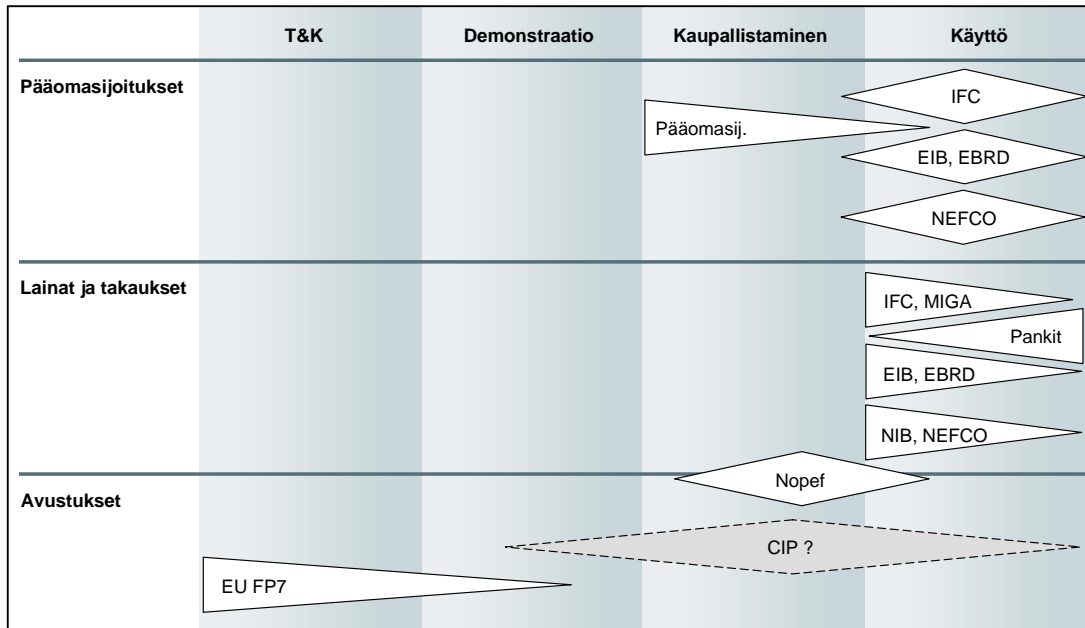 T&K
Demonstraatio
Kaupallistaminen
Käyttö
Pääomasijoitukset
IFC
Pääomasij.
EIB, EBRD
NEFCO
Lainat ja takaukset
IFC, MIGA
Pankit
EIB, EBRD
NIB, NEFCO
Avustukset
Nopef
CIP ?
EU FP7